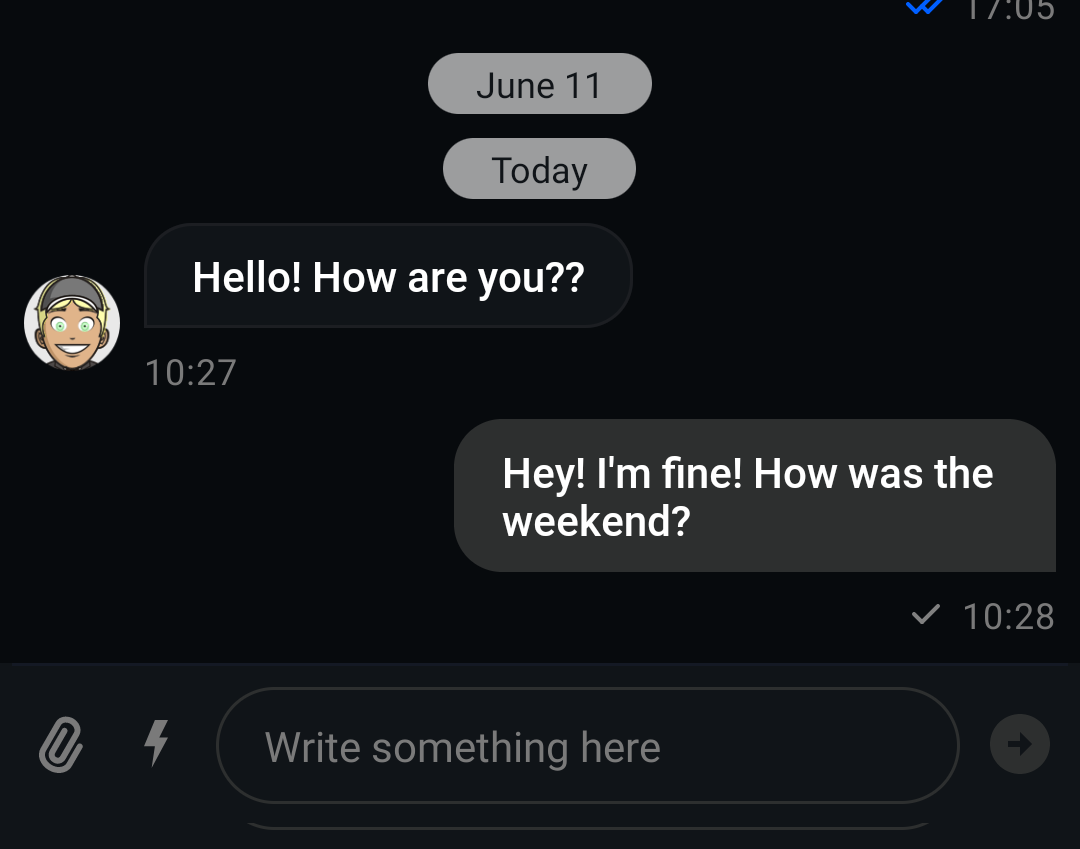 17:05
June 11
Today
Hello! How are you??
10:27
Hey! I'm fine! How was the
weekend?
10:28
Write something here